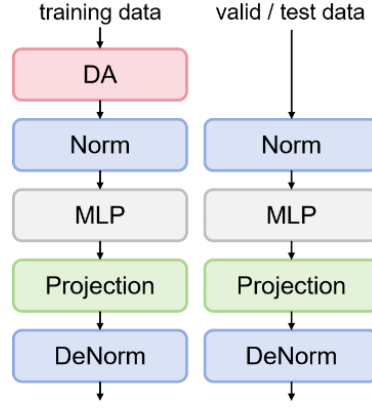 training data
valid / test data
DA
Norm
Norm
MLP
MLP
Projection
Projection
DeNorm
DeNorm